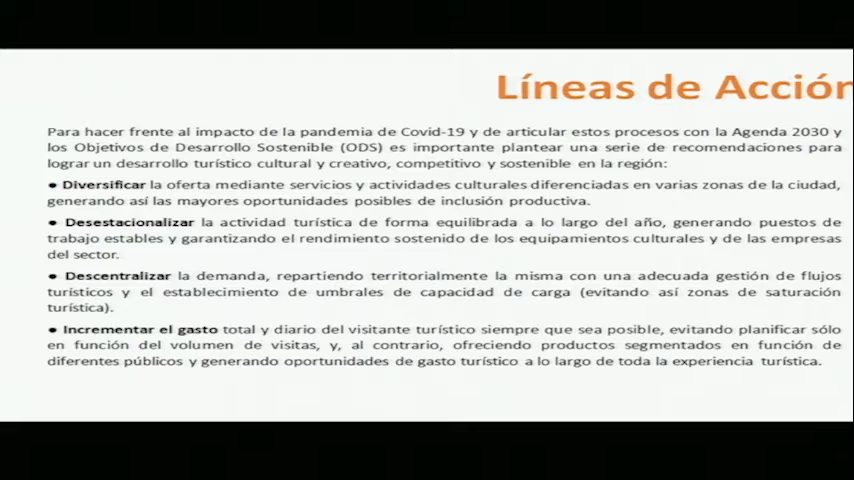 Líneas de Acción
Para hacer frente al impacto de la pandemia de Covid-19 y de articular estos procesos con la Agenda 2030 y
los Objetivos de Desarrollo Sostenible (ODS) es importante plantear una serie de recomendaciones para
lograr un desarrollo turístico cultural y creativo, competitivo y sostenible en la región:
● Diversificar la oferta mediante servicios y actividades culturales diferenciadas en varias zonas de la ciudad,
generando así las mayores oportunidades posibles de inclusión productiva.
● Desestacionalizar la actividad turística de forma equilibrada a lo largo del año, generando puestos de
trabajo estables y garantizando el rendimiento sostenido de los equipamientos culturales y de las empresas
del sector.
● Descentralizar la demanda, repartiendo territorialmente la misma con una adecuada gestión de flujos
turísticos y el establecimiento de umbrales de capacidad de carga (evitando así zonas de saturación
turística).
● Incrementar el gasto total y diario del visitante turístico siempre que sea posible, evitando planificar sólo
en función del volumen de visitas, y, al contrario, ofreciendo productos segmentados en función de
diferentes públicos y generando oportunidades de gasto turístico a lo largo de toda la experiencia turística.